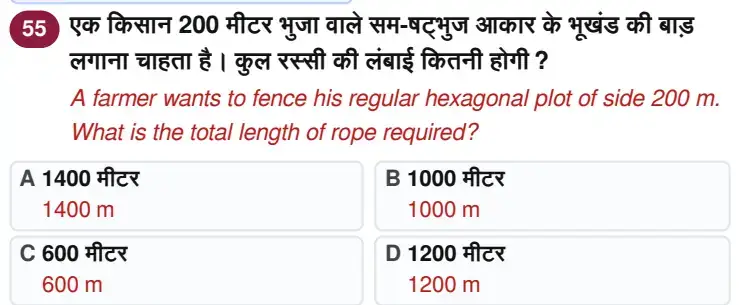 55 एक किसान 200 मीटर भुजा वाले सम-षट्भुज आकार के भूखंड की बाड़
लगाना चाहता है। कुल रस्सी की लंबाई कितनी होगी ?
A farmer wants to fence his regular hexagonal plot of side 200 m.
What is the total length of rope required?
A 1400 मीटर
1400 m
B 1000 मीटर
1000 m
C 600 मीटर
600 m
D 1200 मीटर
1200 m